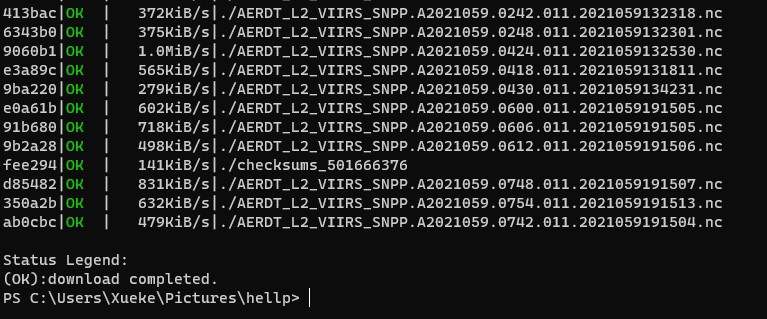 413bac|OK  |   372KiB/s|./AERDT_L2_VIIRS_SNPP.A2021059.0242.011.2021059132318.nc
6343b0|OK  |   375KiB/s|./AERDT_L2_VIIRS_SNPP.A2021059.0248.011.2021059132301.nc
9060b1|OK  |   1.0MiB/s|./AERDT_L2_VIIRS_SNPP.A2021059.0424.011.2021059132530.nc
e3a89c|OK  |   565KiB/s|./AERDT_L2_VIIRS_SNPP.A2021059.0418.011.2021059131811.nc
9ba220|OK  |   279KiB/s|./AERDT_L2_VIIRS_SNPP.A2021059.0430.011.2021059134231.nc
e0a61b|OK  |   602KiB/s|./AERDT_L2_VIIRS_SNPP.A2021059.0600.011.2021059191505.nc
91b680|OK  |   718KiB/s|./AERDT_L2_VIIRS_SNPP.A2021059.0606.011.2021059191505.nc
9b2a28|OK  |   498KiB/s|./AERDT_L2_VIIRS_SNPP.A2021059.0612.011.2021059191506.nc
fee294|OK  |   141KiB/s|./checksums_501666376
d85482|OK  |   831KiB/s|./AERDT_L2_VIIRS_SNPP.A2021059.0748.011.2021059191507.nc
350a2b|OK  |   632KiB/s|./AERDT_L2_VIIRS_SNPP.A2021059.0754.011.2021059191513.nc
ab0cbc|OK  |   479KiB/s|./AERDT_L2_VIIRS_SNPP.A2021059.0742.011.2021059191504.nc
Status Legend:
(OK):download completed.
PS C:\Users\Xueke\Pictures\hellp>